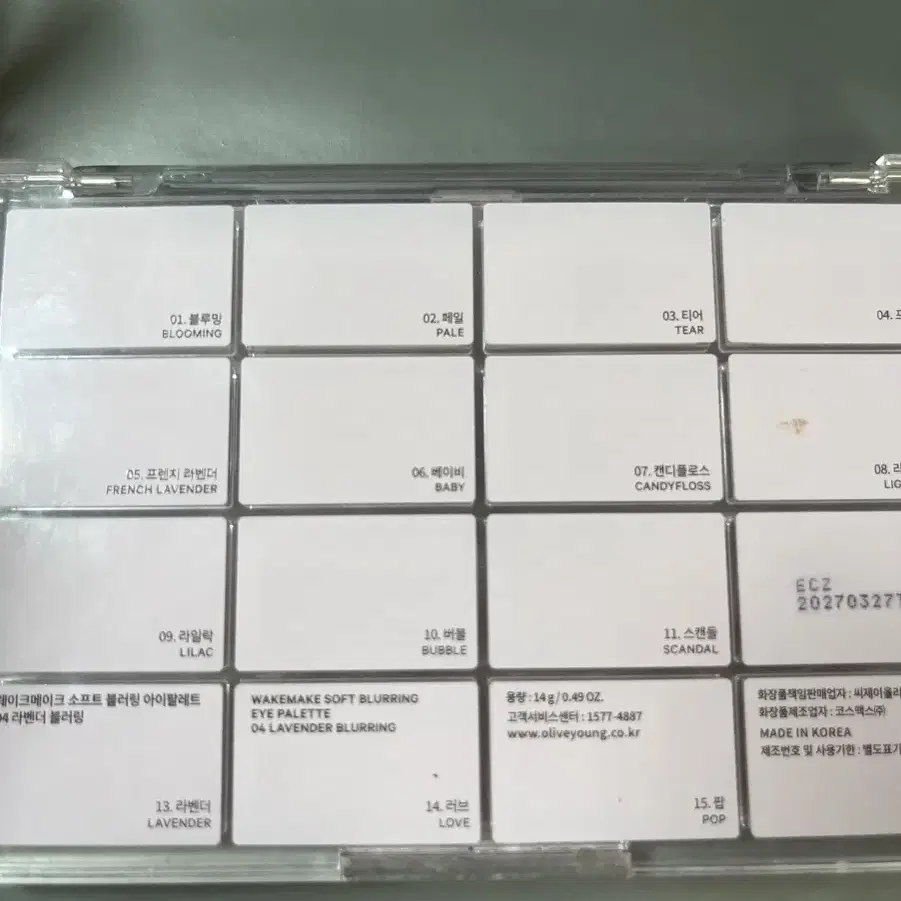 01. 블루밍
BLOOMING
02. 페일
PALE
03. 티어
TEAR
04.
05. 프렌치 라벤더
FRENCH LAVENDER
06. 베이비
BABY
07. 캔디플로스
CANDYFLOSS
08. 라
LIG
09. 라일락
LILAC
10. 버블
BUBBLE
11. 스캔들
SCANDAL
ECZ
20270327
웨이크메이크 소프트 블러링 아이팔레트
04 라벤더 블러링
13. 라벤더
LAVENDER
WAKEMAKE SOFT BLURRING
EYE PALETTE
04 LAVENDER BLURRING
14. 러브
LOVE
용량 : 14 g / 0.49 OZ.
고객서비스센터 : 1577-4887
www.oliveyoung.co.kr
15. 팝
POP
화장품책임판매업자 : 씨제이올리
화장품제조업자 : 코스맥스㈜
MADE IN KOREA
제조번호 및 사용기한 : 별도표기